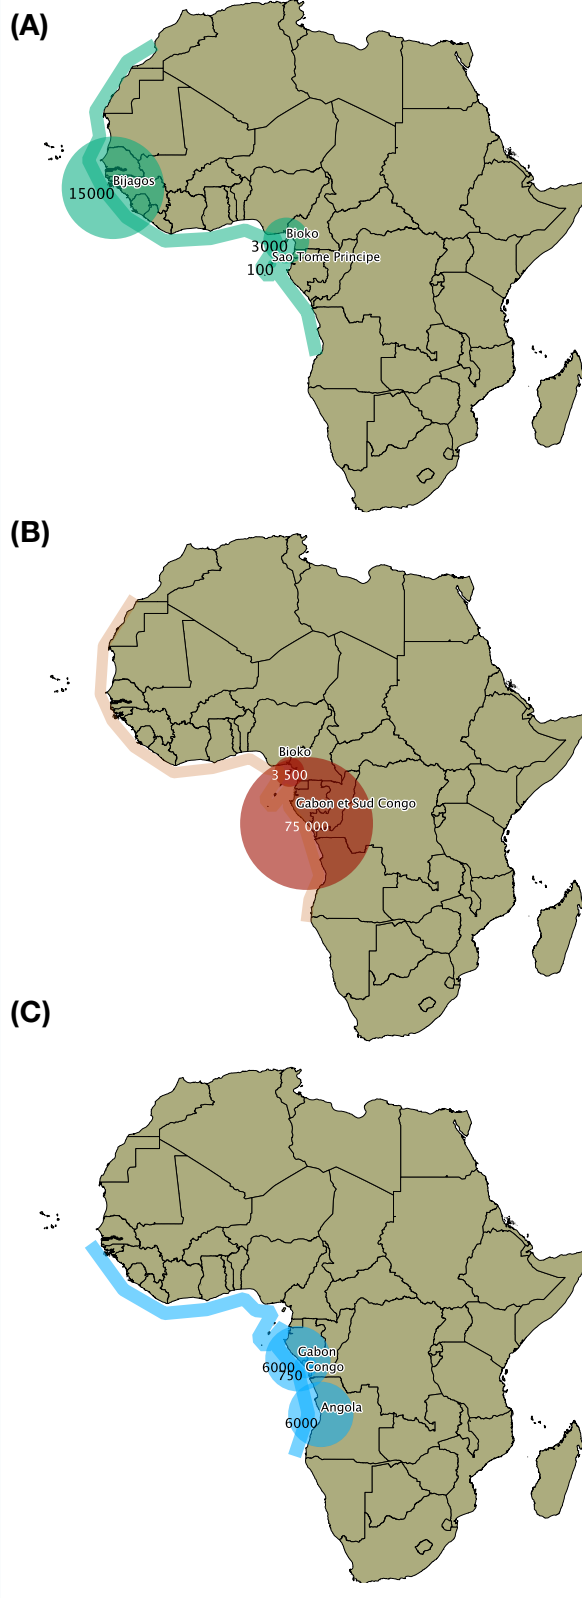 (A)
Bijagos
15000
Bioko
3000
Sao-Tome Principe
100
(B)
Bioko
3 500
Gabon et Sud Congo
75 000
(C)
Gabon
6000 Congo
750
Angola
6000